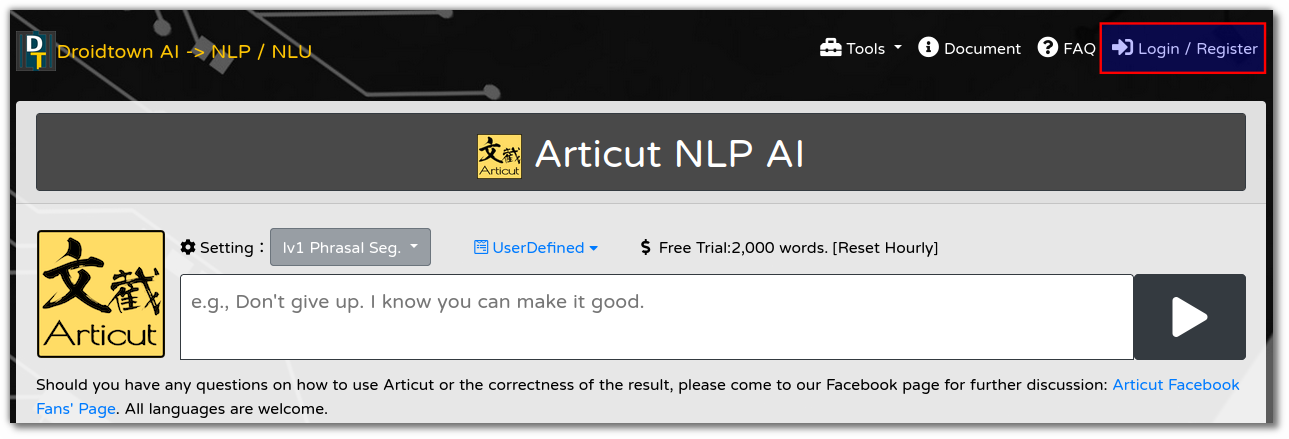 DT Droidtown AI -> NLP / NLU
Tools
Document
FAQ
Login / Register
文截 Articut
Articut NLP AI
文截
Articut
Setting：
lv1 Phrasal Seg.
UserDefined
$ Free Trial:2,000 words. [Reset Hourly]
e.g., Don't give up. I know you can make it good.
Should you have any questions on how to use Articut or the correctness of the result, please come to our Facebook page for further discussion: Articut Facebook
Fans' Page. All languages are welcome.